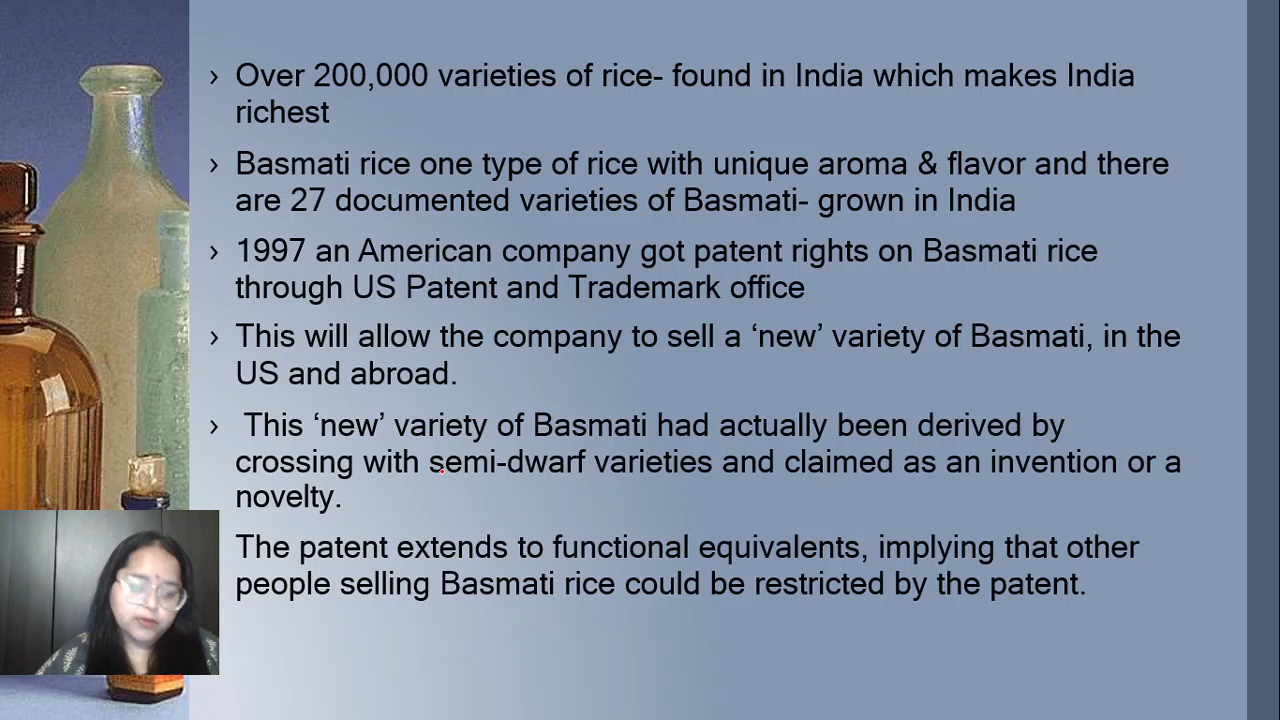 › Over 200,000 varieties of rice- found in India which makes India
richest
› Basmati rice one type of rice with unique aroma & flavor and there
are 27 documented varieties of Basmati- grown in India
› 1997 an American company got patent rights on Basmati rice
through US Patent and Trademark office
› This will allow the company to sell a ‘new’ variety of Basmati, in the
US and abroad.
› This ‘new’ variety of Basmati had actually been derived by
crossing with semi-dwarf varieties and claimed as an invention or a
novelty.
The patent extends to functional equivalents, implying that other
people selling Basmati rice could be restricted by the patent.